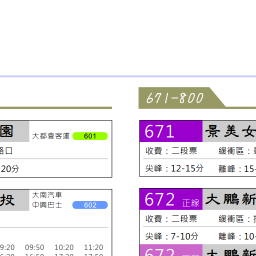 671-800
園
大都會客運 601
路口
20分
投
大南汽車
中興巴士 602
9:20 09:50 10:20 11:20
671 景美女
收費：二段票 緩衝區：
尖峰：12-15分 離峰：15-
672 正線 大鵬新
收費：二段票 緩衝區：
尖峰：7-10分 離峰：10-
672 大鵬新